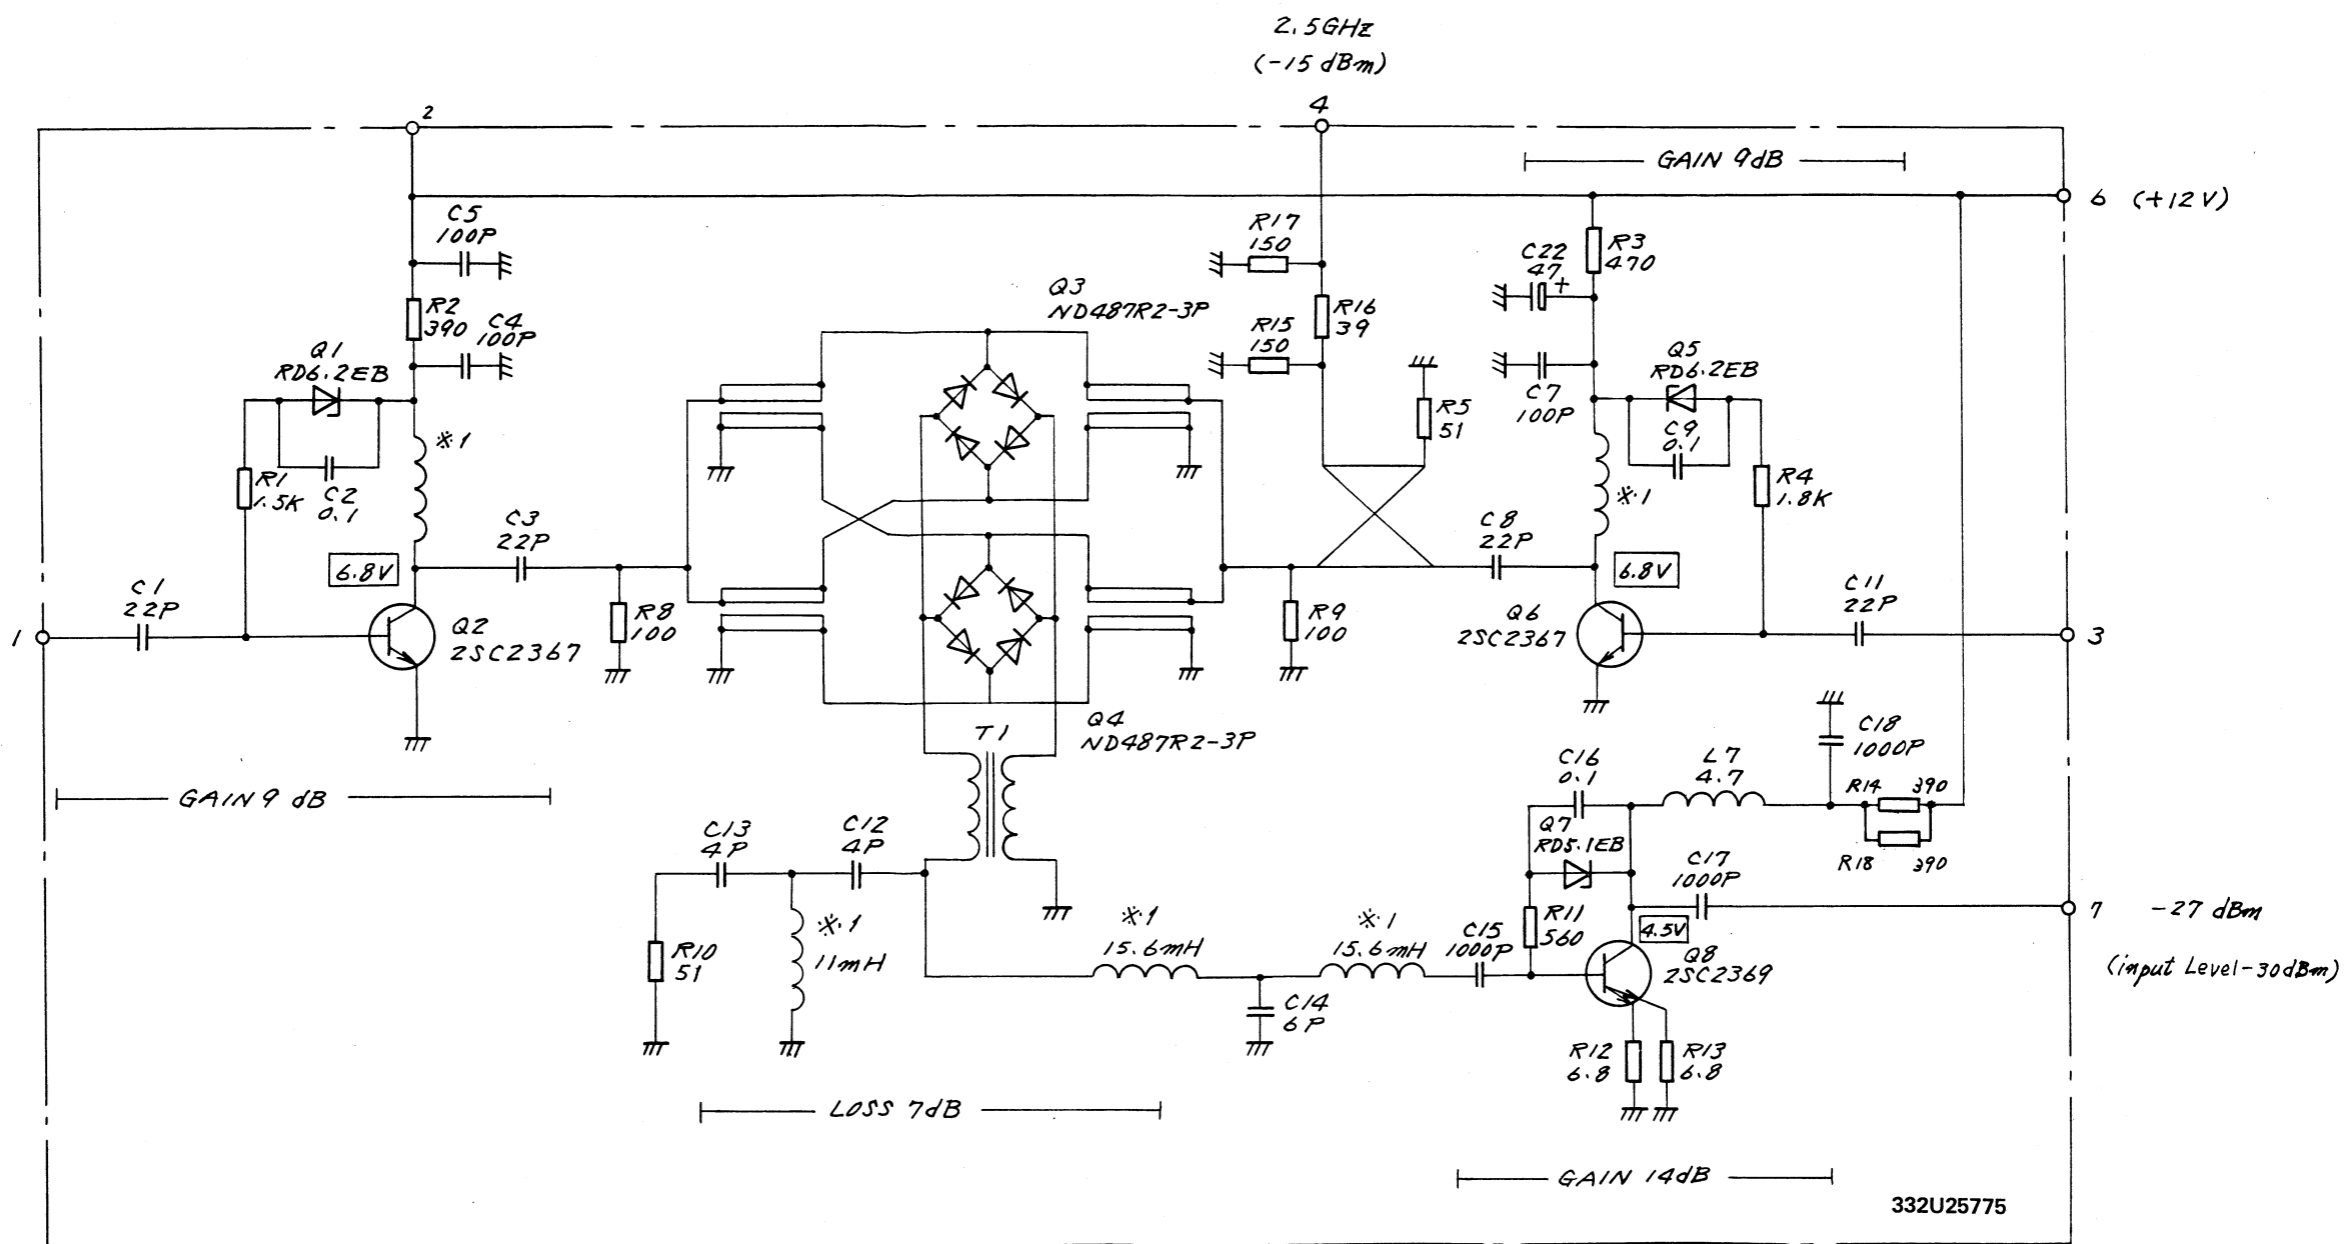 2.5GHz
(-15 dBm)
4
2
GAIN 9dB
6 (+12V)
C5
100P
R17
150
C22
47
+
R3
470
Q3
ND487R2-3P
R2
390
C4
100P
R16
39
R15
150
Q1
RD6.2EB
Q5
RD6.2EB
C7
100P
R5
51
C9
0.1
※1
R1
1.5K
C2
0.1
※1
R4
1.8K
C3
22P
C8
22P
6.8V
6.8V
C1
22P
C11
22P
1
Q2
2SC2367
R8
100
R9
100
Q6
2SC2367
3
Q4
ND487R2-3P
T1
C18
1000P
C16
0.1
L7
4.7
R14 390
GAIN 9 dB
C13
4P
C12
4P
Q7
RD5.1EB
R18 390
C17
1000P
7 -27 dBm
※1
11mH
※1
15.6mH
※1
15.6mH
C15
1000P
R11
560
4.5V
Q8
2SC2369
(input Level-30dBm)
R10
51
C14
6P
R12
6.8
R13
6.8
LOSS 7dB
GAIN 14dB
332U25775